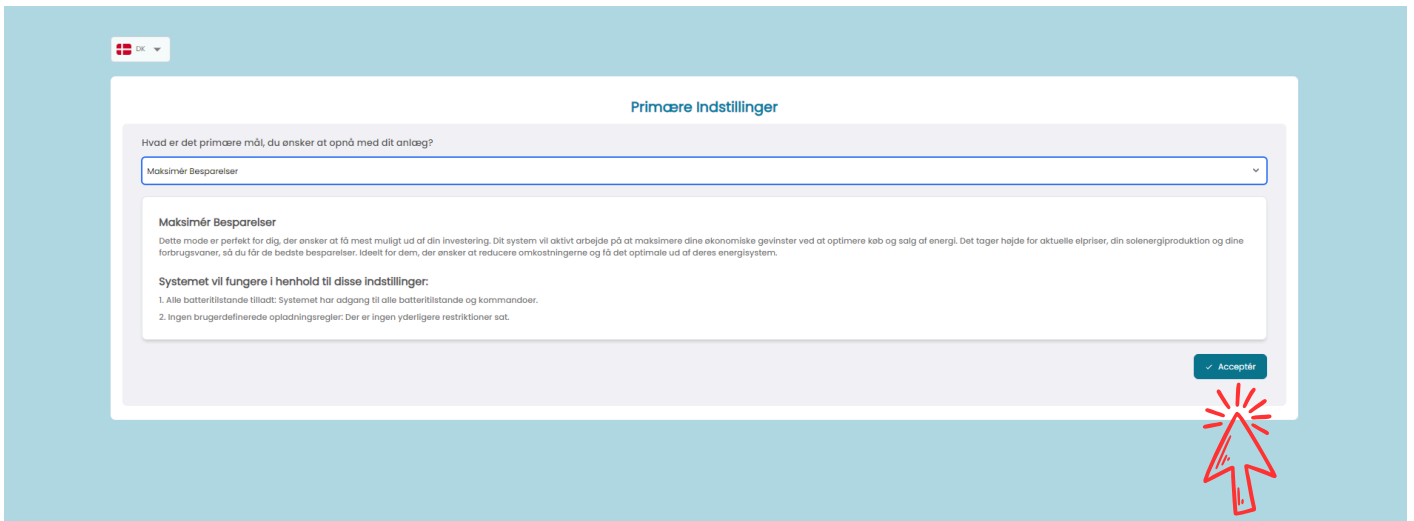 DK
Primære Indstillinger
Hvad er det primære mål, du ønsker at opnå med dit anlæg?
Maksimér Besparelser
Maksimér Besparelser
Dette mode er perfekt for dig, der ønsker at få mest muligt ud af din investering. Dit system vil aktivt arbejde på at maksimere dine økonomiske gevinster ved at optimere køb og salg af energi. Det tager højde for aktuelle elpriser, din solenergiproduktion og dine
forbrugsvaner, så du får de bedste besparelser. Ideelt for dem, der ønsker at reducere omkostningerne og få det optimale ud af deres energisystem.
Systemet vil fungere i henhold til disse indstillinger:
1. Alle batteritilstande tilladt: Systemet har adgang til alle batteritilstande og kommandoer.
2. Ingen brugerdefinerede opladningsregler: Der er ingen yderligere restriktioner sat.
Acceptér